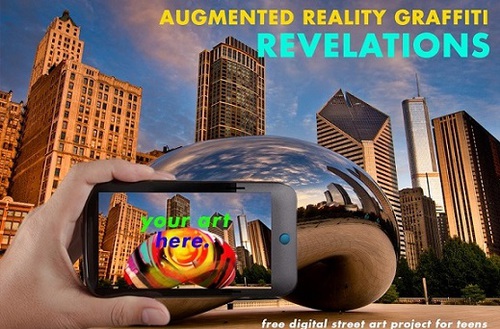 AUGMENTED REALITY GRAFFITI
REVELATIONS
your art
here.
free digital street art project for teens